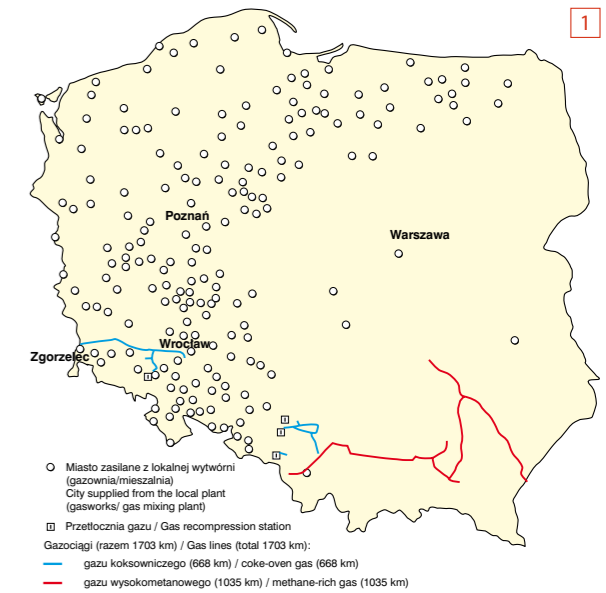 1
Poznań
Warszawa
Wrocław
Zgorzelec
Miasto zasilane z lokalnej wytwórni
(gazownia/mieszalnia)
City supplied from the local plant
(gasworks/ gas mixing plant)
Przetłocznia gazu / Gas recompression station
Gazociągi (razem 1703 km) / Gas lines (total 1703 km):
gazu koksowniczego (668 km) / coke-oven gas (668 km)
gazu wysokometanowego (1035 km) / methane-rich gas (1035 km)